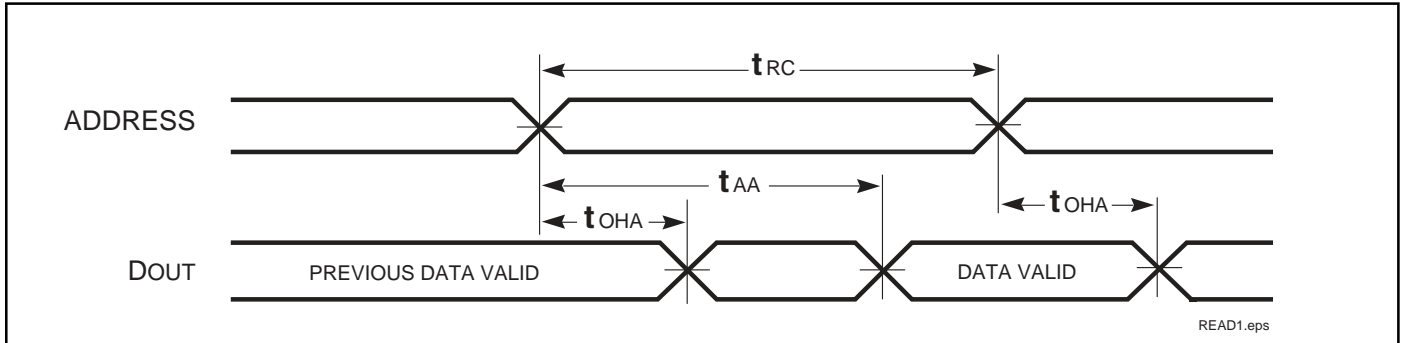 tRC
ADDRESS
tAA
tOHA
tOHA
DOUT
PREVIOUS DATA VALID
DATA VALID
READ1.eps